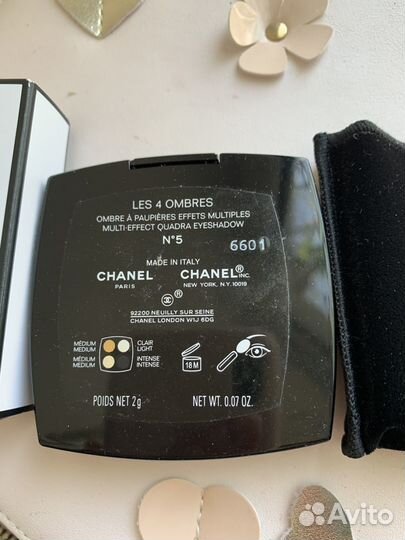 LES 4 OMBRES
OMBRE À PAUPIÈRES EFFETS MULTIPLES
MULTI-EFFECT QUADRA EYESHADOW
N°5
6601
MADE IN ITALY
CHANEL CHANEL® INC.
PARIS NEW YORK, N.Y. 10019
®
92200 NEUILLY SUR SEINE
CHANEL LONDON W1J 6DG
MÉDIUM CLAIR
MEDIUM LIGHT
MÉDIUM INTENSE
MEDIUM INTENSE
18 M
POIDS NET 2g NET WT. 0.07 OZ.
Avito